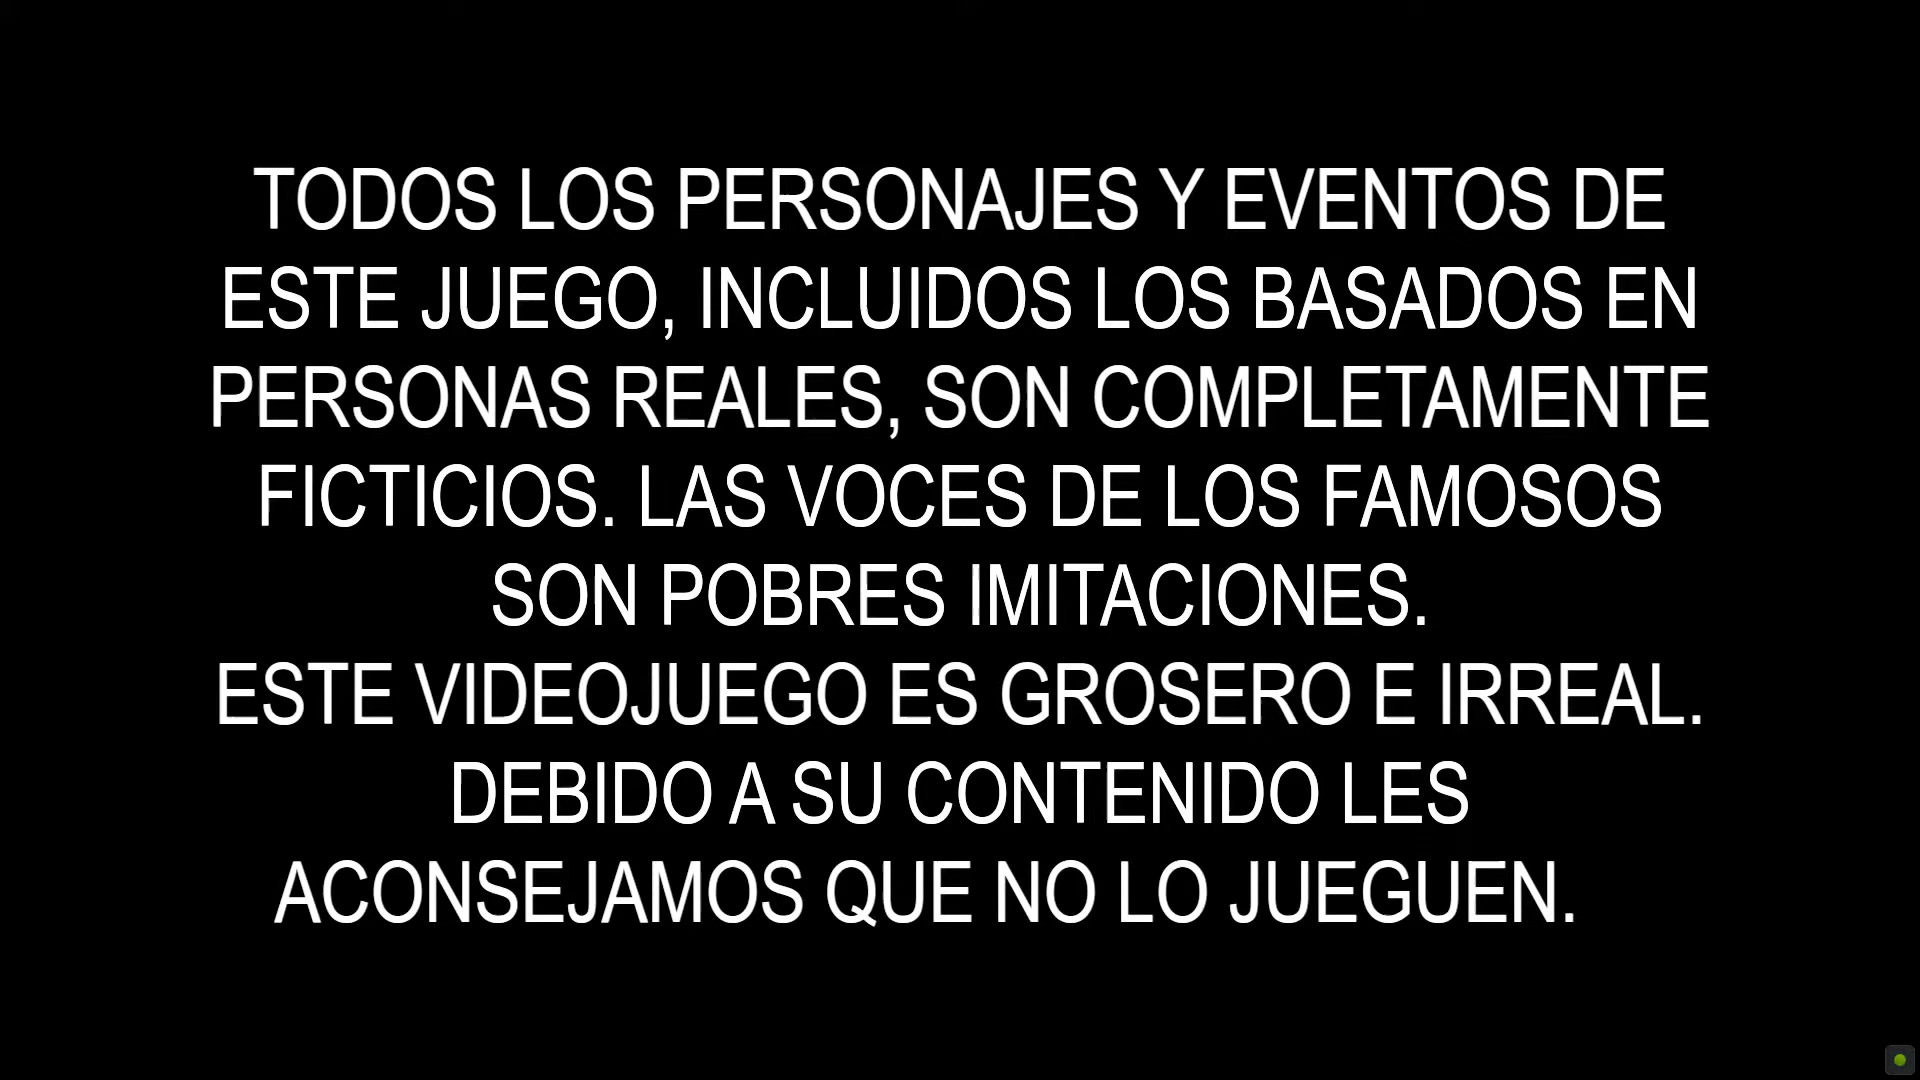 TODOS LOS PERSONAJES Y EVENTOS DE
ESTE JUEGO, INCLUIDOS LOS BASADOS EN
PERSONAS REALES, SON COMPLETAMENTE
FICTICIOS. LAS VOCES DE LOS FAMOSOS
SON POBRES IMITACIONES.
ESTE VIDEOJUEGO ES GROSERO E IRREAL.
DEBIDO A SU CONTENIDO LES
ACONSEJAMOS QUE NO LO JUEGUEN.